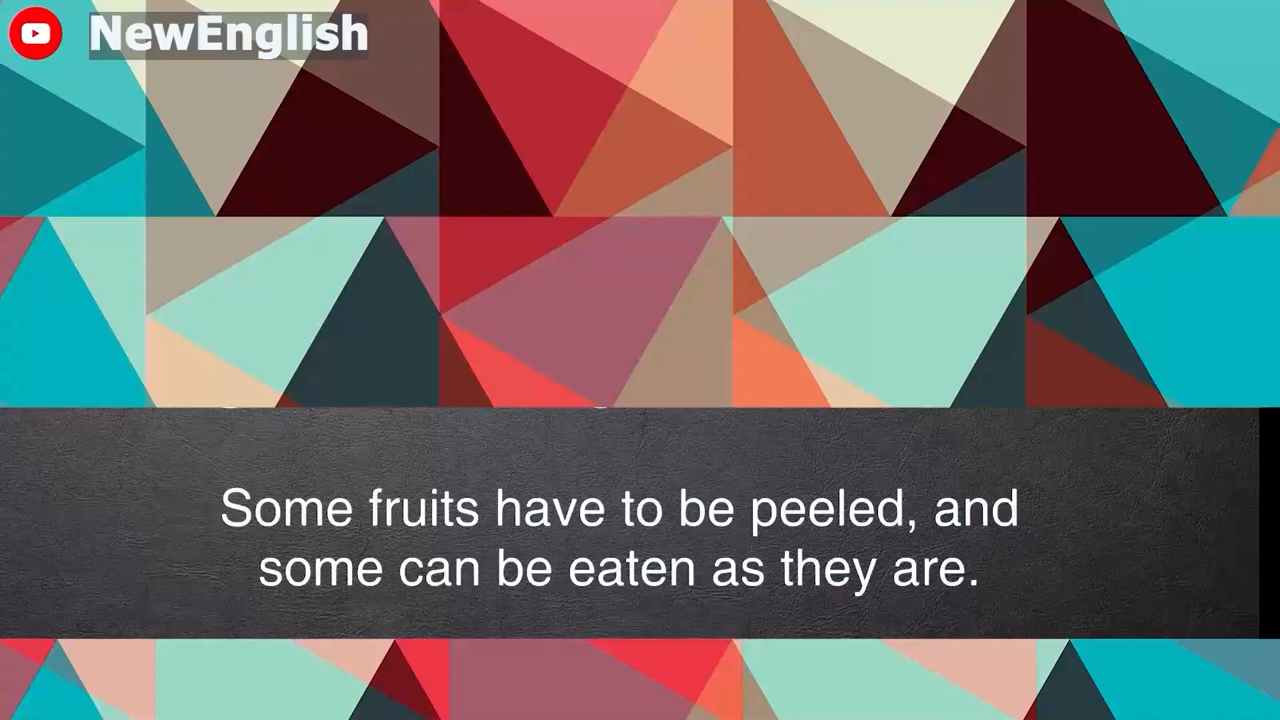 NewEnglish
Some fruits have to be peeled, and
some can be eaten as they are.